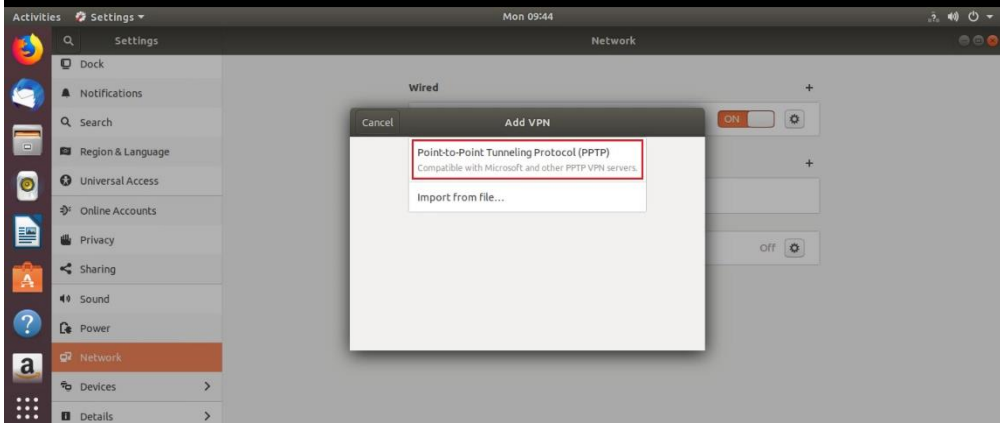 Activities Settings Mon 09:44
Settings Network
Dock
Notifications
Search
Region & Language
Universal Access
Online Accounts
Privacy
Sharing
Sound
Power
Network
Devices
Details
Wired
ON
Off
Cancel Add VPN
Point-to-Point Tunneling Protocol (PPTP)
Compatible with Microsoft and other PPTP VPN servers.
Import from file...